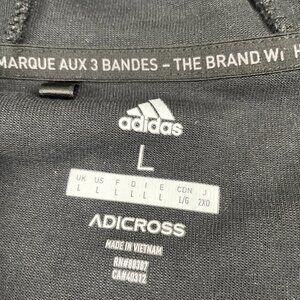 MARQUE AUX 3 BANDES – THE BRAND WI
adidas
L
UK US F D I E CDN J
L L L L L L L/G 2XO
ADICROSS
MADE IN VIETNAM
RN#88387
CA#40312